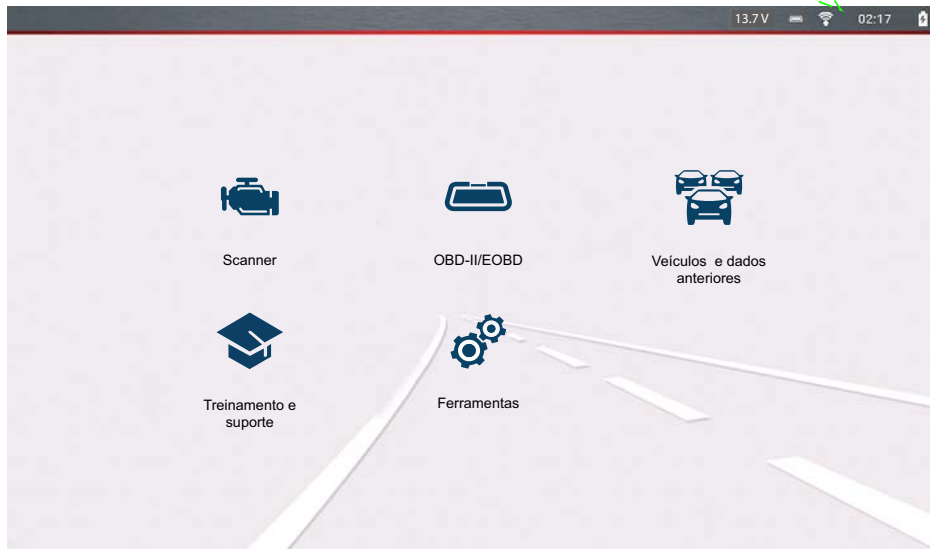 13.7 V 02:17
Scanner
OBD-II/EOBD
Veículos e dados
anteriores
Treinamento e
suporte
Ferramentas